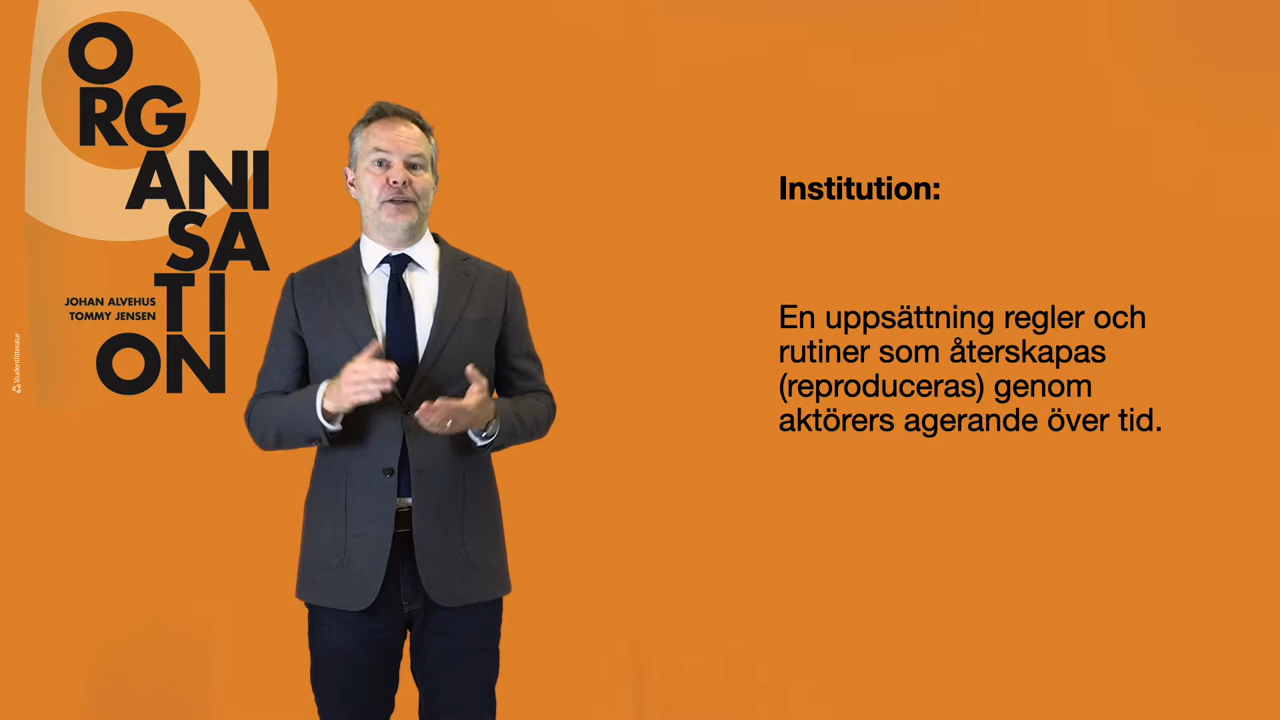 O
RG
ANI
SA
TI
ON
JOHAN ALVEHUS
TOMMY JENSEN
Studentlitteratur
Institution:
En uppsättning regler och
rutiner som återskapas
(reproduceras) genom
aktörers agerande över tid.